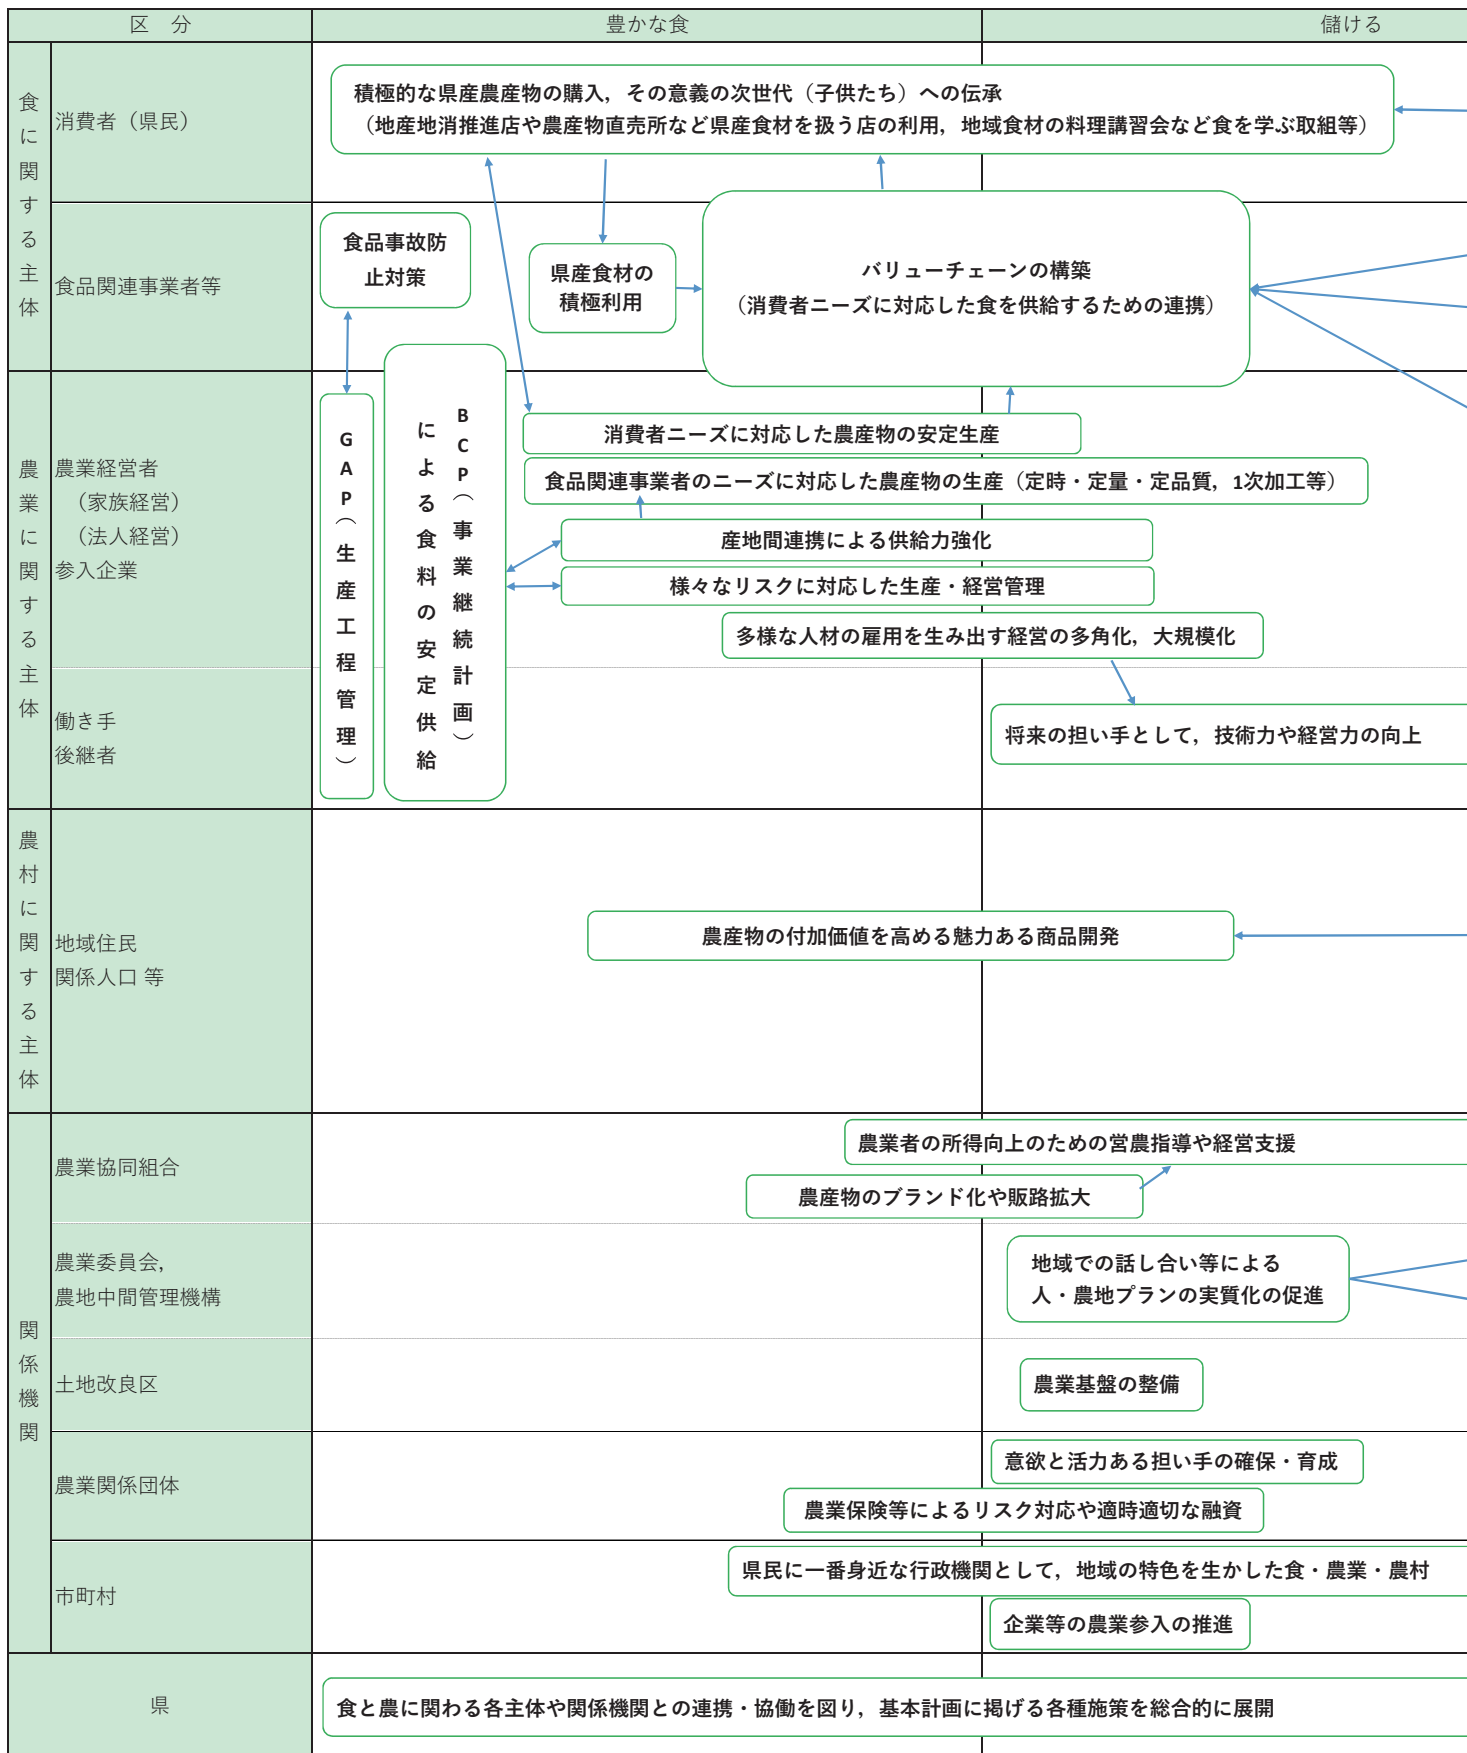 区　分
豊かな食
儲ける
食に関する主体
消費者（県民）
積極的な県産農産物の購入，その意義の次世代（子供たち）への伝承
（地産地消推進店や農産物直売所など県産食材を扱う店の利用，地域食材の料理講習会など食を学ぶ取組等）
食品関連事業者等
食品事故防
止対策
県産食材の
積極利用
バリューチェーンの構築
（消費者ニーズに対応した食を供給するための連携）
農業に関する主体
農業経営者
（家族経営）
（法人経営）
参入企業
GAP（生産工程管理）
BCP（事業継続計画）
による食料の安定供給
消費者ニーズに対応した農産物の安定生産
食品関連事業者のニーズに対応した農産物の生産（定時・定量・定品質，1次加工等）
産地間連携による供給力強化
様々なリスクに対応した生産・経営管理
多様な人材の雇用を生み出す経営の多角化，大規模化
働き手
後継者
将来の担い手として，技術力や経営力の向上
農村に関する主体
地域住民
関係人口 等
農産物の付加価値を高める魅力ある商品開発
関係機関
農業協同組合
農業者の所得向上のための営農指導や経営支援
農産物のブランド化や販路拡大
農業委員会，
農地中間管理機構
地域での話し合い等による
人・農地プランの実質化の促進
土地改良区
農業基盤の整備
農業関係団体
意欲と活力ある担い手の確保・育成
農業保険等によるリスク対応や適時適切な融資
市町村
県民に一番身近な行政機関として，地域の特色を生かした食・農業・農村
企業等の農業参入の推進
県
食と農に関わる各主体や関係機関との連携・協働を図り，基本計画に掲げる各種施策を総合的に展開